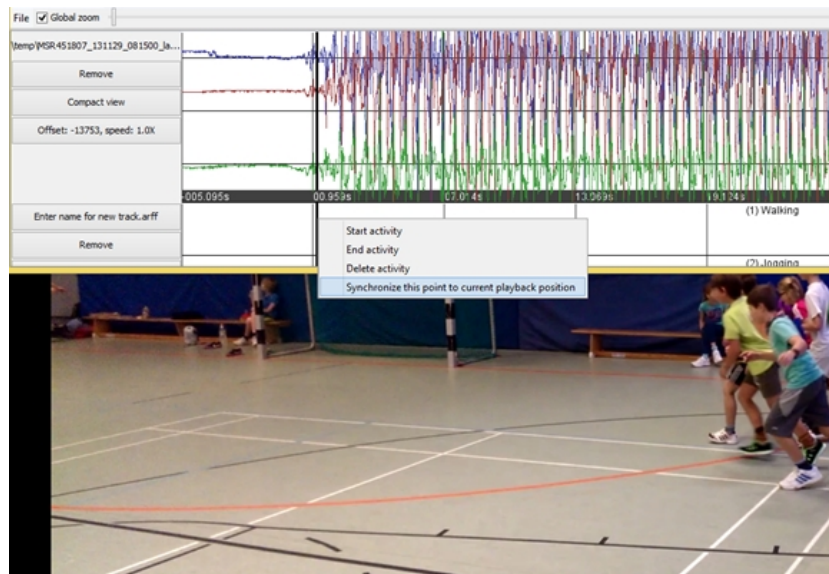 File Global zoom
\temp\MSR451807_131129_081500_la...
Remove
Compact view
Offset: -13753, speed: 1.0X
-005.095s 00.959s 07.014s 13.069s 19.124s
Enter name for new track.arff
(1) Walking
Remove
Start activity
End activity
Delete activity
Synchronize this point to current playback position
(2) Jogging